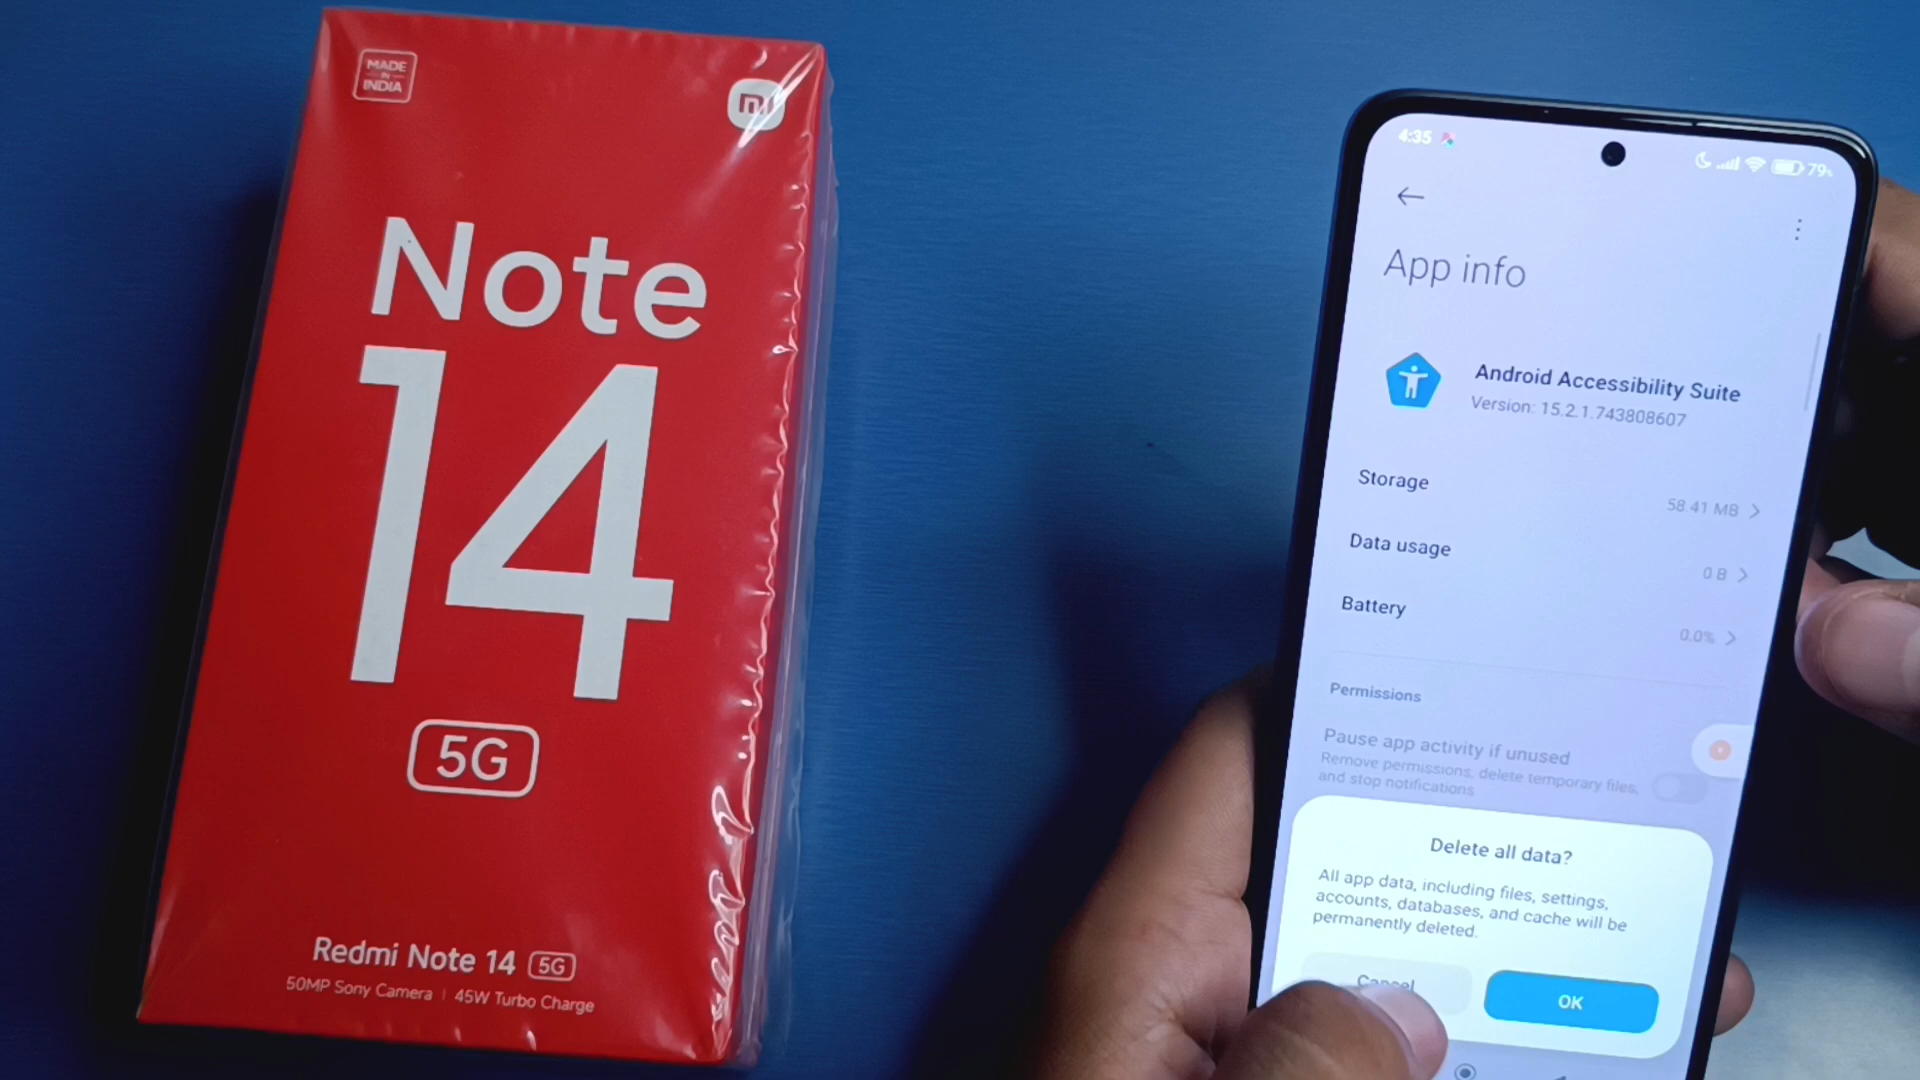 MADE
IN
INDIA
Note
14
5G
Redmi Note 14 5G
50MP Sony Camera | 45W Turbo Charge
4:35
79%
App info
Android Accessibility Suite
Version: 15.2.1.743808607
Storage
58.41 MB
Data usage
0 B
Battery
0.0%
Permissions
Pause app activity if unused
Remove permissions, delete temporary files,
and stop notifications
Delete all data?
All app data, including files, settings,
accounts, databases, and cache will be
permanently deleted.
Cancel
OK